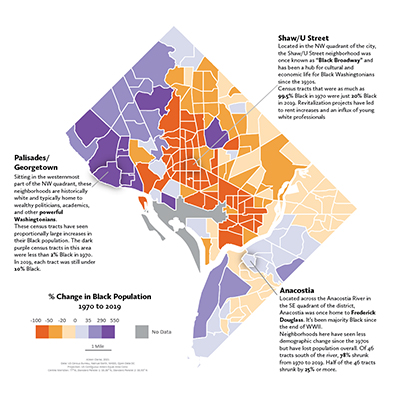 Shaw/U Street
Located in the NW quadrant of the city,
the Shaw/U Street neighborhood was
once known as "Black Broadway" and
has been a hub for cultural and
economic life for Black Washingtonians
since the 1930s.
Census tracts that were as much as
99.5% Black in 1970 were just 20% Black
in 2019. Revitalization projects have led
to rent increases and an influx of young
white professionals
Palisades/
Georgetown
Sitting in the westernmost
part of the NW quadrant, these
neighborhoods are historically
white and typically home to
wealthy politicians, academics,
and other powerful
Washingtonians.
These census tracts have seen
proportionally large increases in
their Black population. The dark
purple census tracts in this area
were less than 2% Black in 1970.
In 2019, each tract was still under
10% Black.
% Change in Black Population
1970 to 2019
-100 -50 -20 0 35 290 550
No Data
1 Mile
Anacostia
Located across the Anacostia River in
the SE quadrant of the district,
Anacostia was once home to Frederick
Douglass. It's been majority Black since
the end of WWII.
Neighborhoods here have seen less
demographic change since the 1970s
but have lost population overall. Of 46
tracts south of the river, 78% shrunk
from 1970 to 2019. Half of the 46
tracts shrunk by 25% or more.